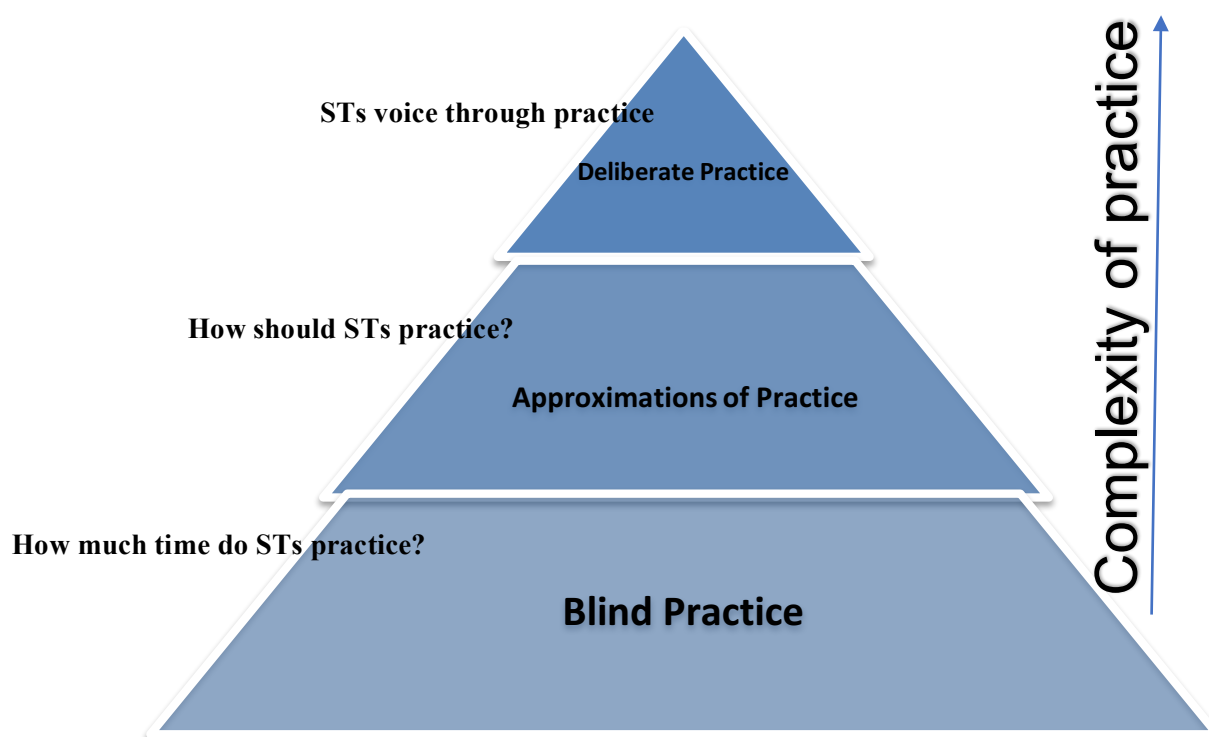 STs voice through practice
Deliberate Practice
How should STs practice?
Approximations of Practice
How much time do STs practice?
Blind Practice
Complexity of practice